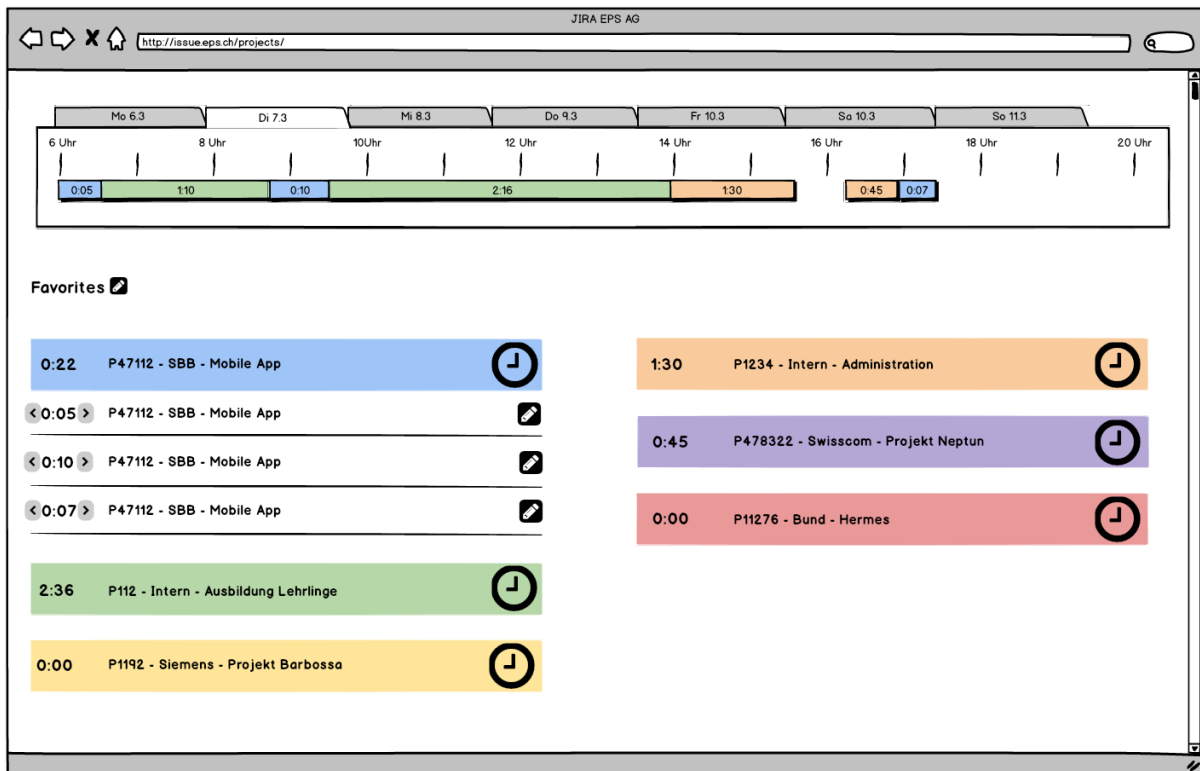 JIRA EPS AG
http://issue.eps.ch/projects/
Mo 6.3
Di 7.3
Mi 8.3
Do 9.3
Fr 10.3
Sa 10.3
So 11.3
6 Uhr
8 Uhr
10Uhr
12 Uhr
14 Uhr
16 Uhr
18 Uhr
20 Uhr
0:05
1:10
0:10
2:16
1:30
0:45
0:07
Favorites
0:22 P47112 - SBB - Mobile App
< 0:05 > P47112 - SBB - Mobile App
< 0:10 > P47112 - SBB - Mobile App
< 0:07 > P47112 - SBB - Mobile App
2:36 P112 - Intern - Ausbildung Lehrlinge
0:00 P1192 - Siemens - Projekt Barbossa
1:30 P1234 - Intern - Administration
0:45 P478322 - Swisscom - Projekt Neptun
0:00 P11276 - Bund - Hermes